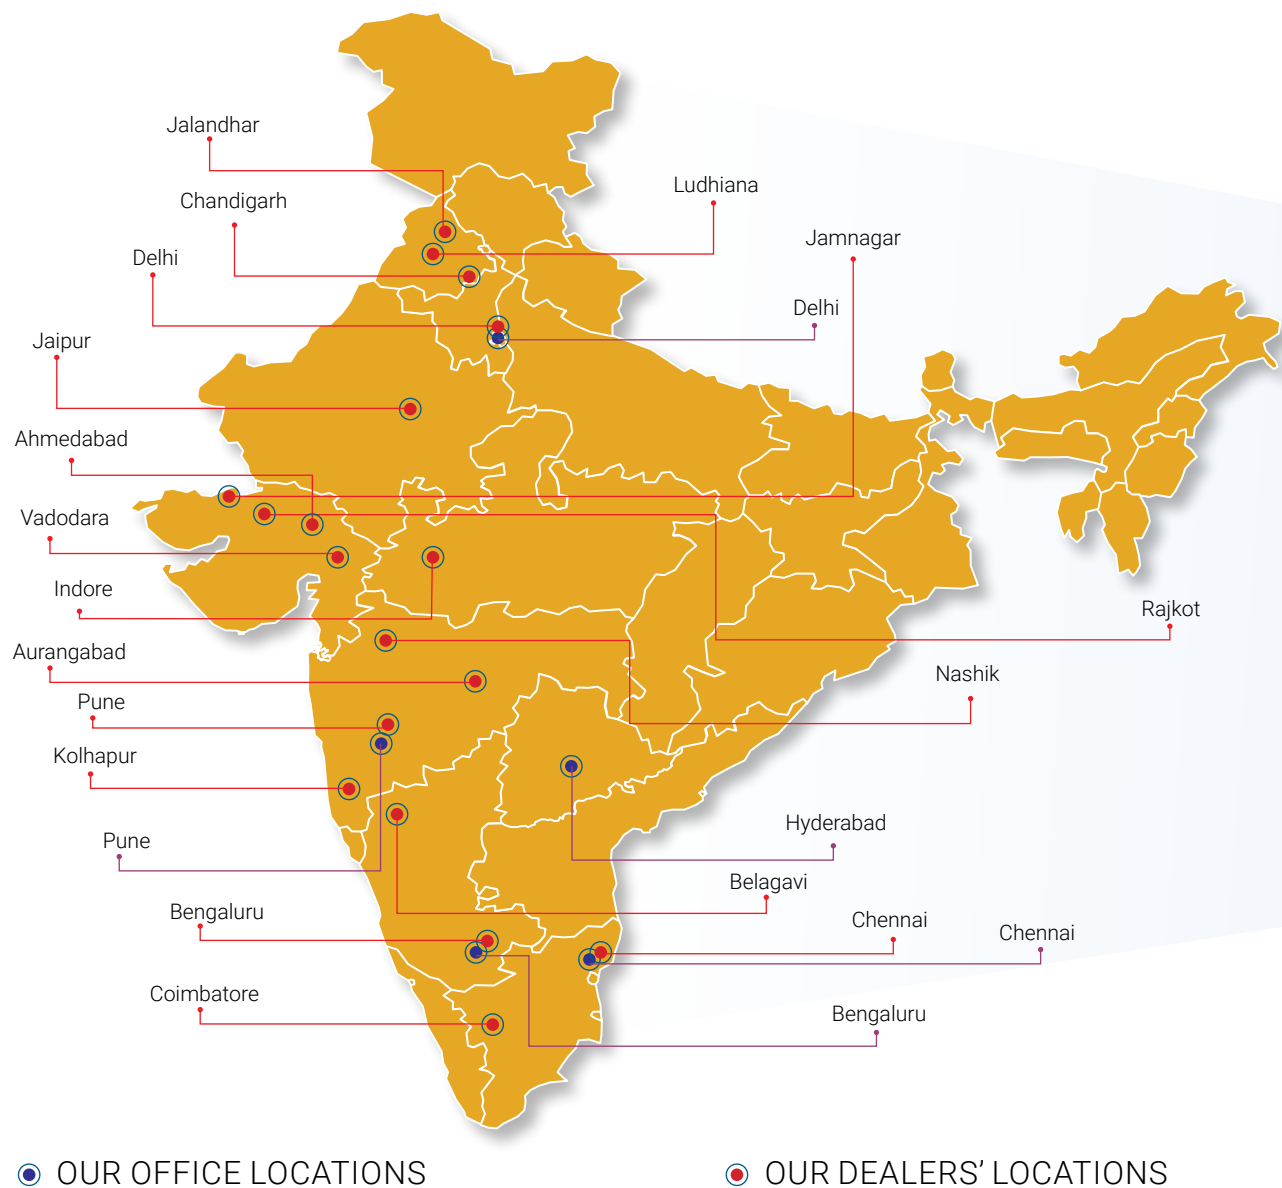 Jalandhar
Ludhiana
Chandigarh
Jamnagar
Delhi
Delhi
Jaipur
Ahmedabad
Vadodara
Indore
Rajkot
Aurangabad
Nashik
Pune
Kolhapur
Hyderabad
Pune
Belagavi
Bengaluru
Chennai
Chennai
Coimbatore
Bengaluru
OUR OFFICE LOCATIONS
OUR DEALERS’ LOCATIONS